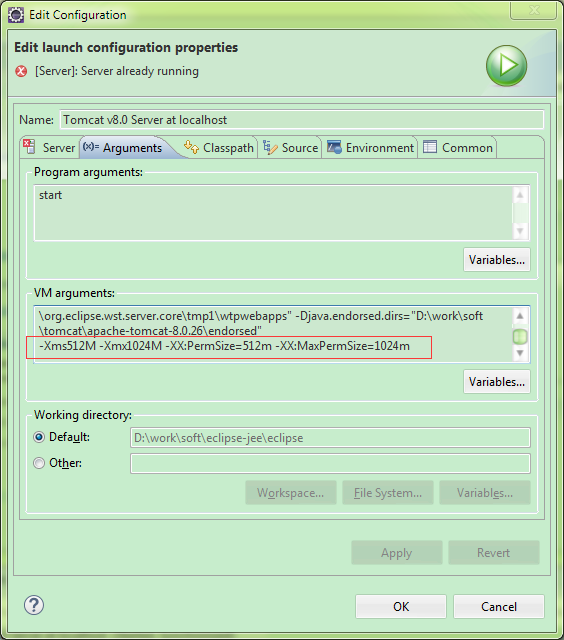 Edit Configuration
Edit launch configuration properties
[Server]: Server already running
Name: Tomcat v8.0 Server at localhost
Server (x)= Arguments Classpath Source Environment Common
Program arguments:
start
Variables...
VM arguments:
\org.eclipse.wst.server.core\tmp1\wtpwebapps" -Djava.endorsed.dirs="D:\work\soft
\tomcat\apache-tomcat-8.0.26\endorsed"
-Xms512M -Xmx1024M -XX:PermSize=512m -XX:MaxPermSize=1024m
Variables...
Working directory:
Default: D:\work\soft\eclipse-jee\eclipse
Other:
Workspace... File System... Variables...
Apply Revert
? OK Cancel